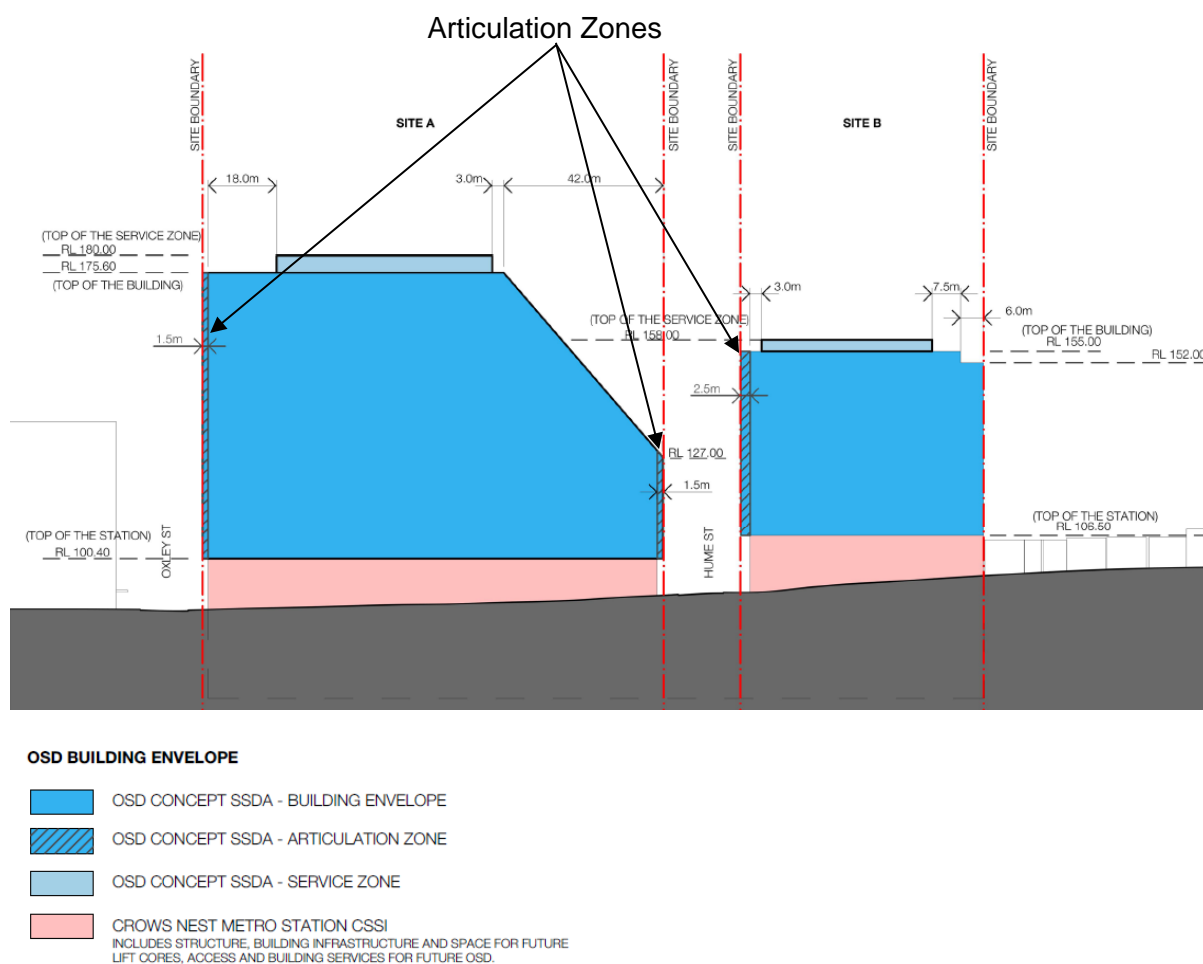 Articulation Zones
SITE BOUNDARY
SITE A
SITE BOUNDARY
SITE BOUNDARY
SITE B
SITE BOUNDARY
18.0m
3.0m
42.0m
(TOP OF THE SERVICE ZONE)
RL 180.00
RL 175.60
(TOP OF THE BUILDING)
3.0m
7.5m
6.0m
(TOP OF THE SERVICE ZONE)
RL 158.00
(TOP OF THE BUILDING)
RL 155.00
RL 152.00
1.5m
2.5m
RL 127.00
1.5m
(TOP OF THE STATION)
RL 100.40
OXLEY ST
HUME ST
(TOP OF THE STATION)
RL 106.50
OSD BUILDING ENVELOPE
OSD CONCEPT SSDA - BUILDING ENVELOPE
OSD CONCEPT SSDA - ARTICULATION ZONE
OSD CONCEPT SSDA - SERVICE ZONE
CROWS NEST METRO STATION CSSI
INCLUDES STRUCTURE, BUILDING INFRASTRUCTURE AND SPACE FOR FUTURE
LIFT CORES, ACCESS AND BUILDING SERVICES FOR FUTURE OSD.